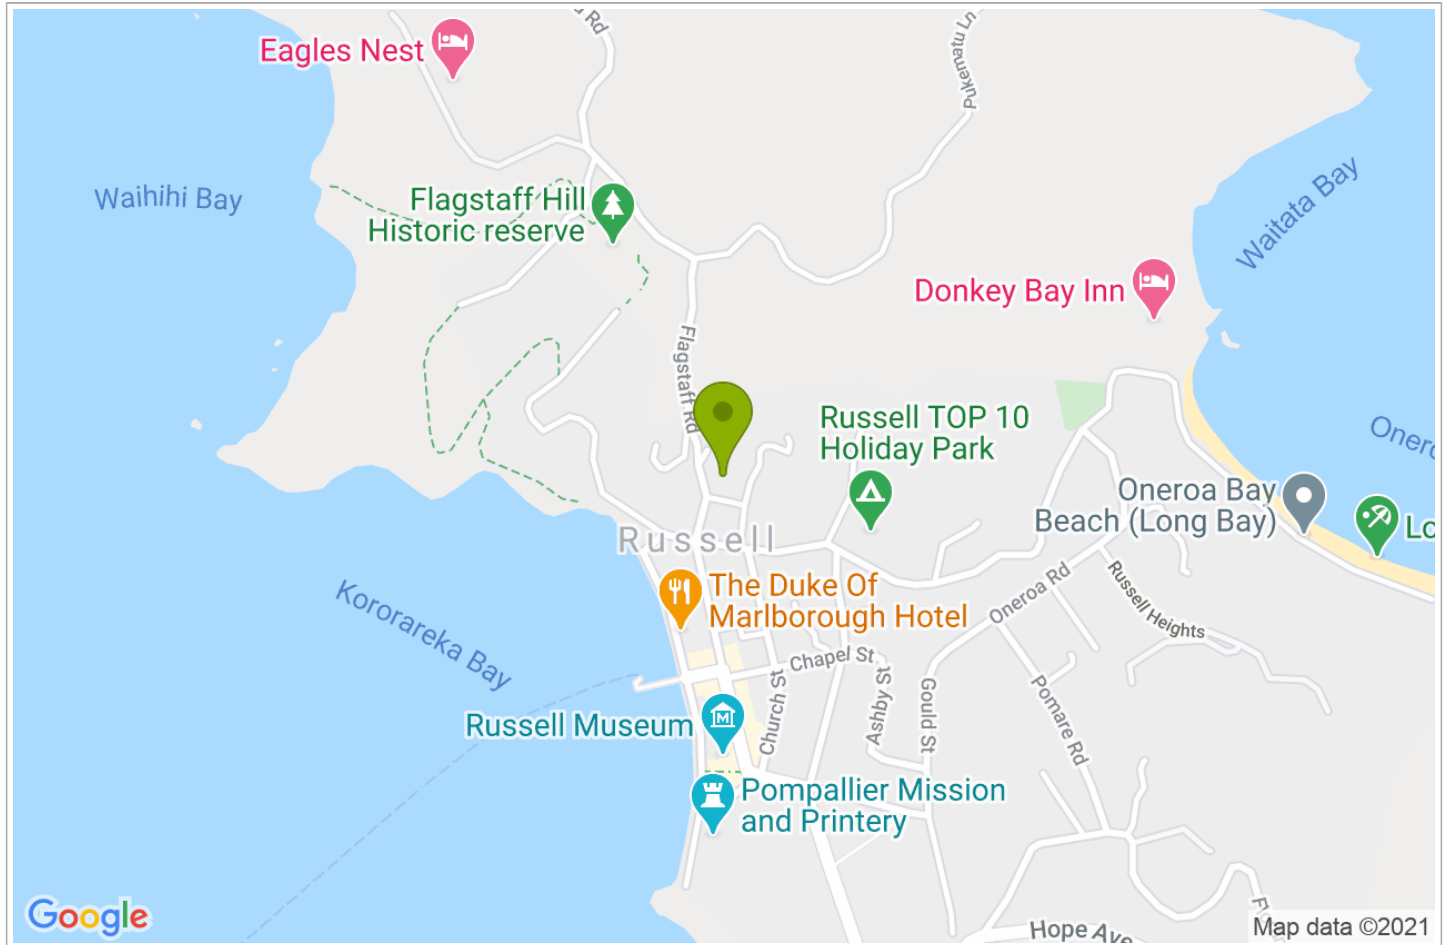 Eagles Nest
Pukematu Ln
Waihihi Bay
Flagstaff Hill
Historic reserve
Waitata Bay
Donkey Bay Inn
Flagstaff Rd
Russell TOP 10
Holiday Park
Oneroa Bay
Beach (Long Bay)
Russell
The Duke Of
Marlborough Hotel
Kororareka Bay
Oneroa Rd
Russell Heights
Chapel St
Church St
Ashby St
Gould St
Pomare Rd
Russell Museum
M
Pompallier Mission
and Printery
Google
Hope Ave
Map data ©2021